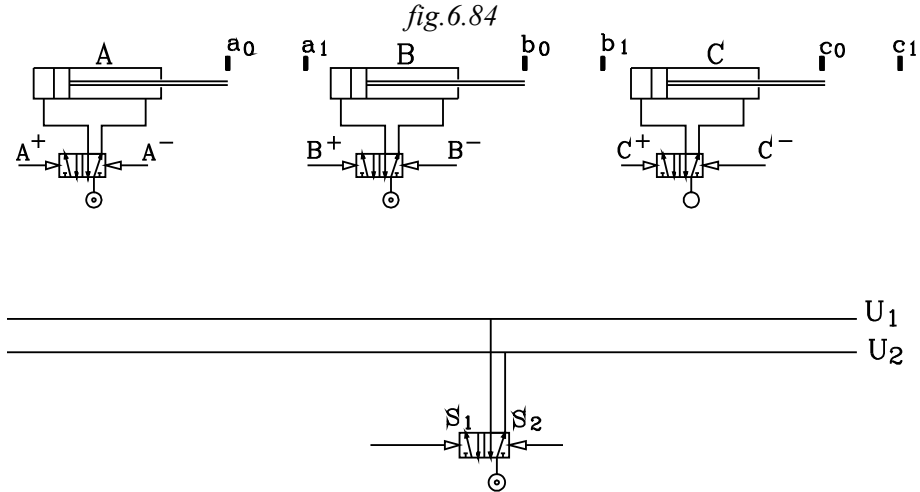 fig.6.84
A a0 a1 B b0 b1 C c0 c1
A+ A- B+ B- C+ C-
U1
U2
S1 S2